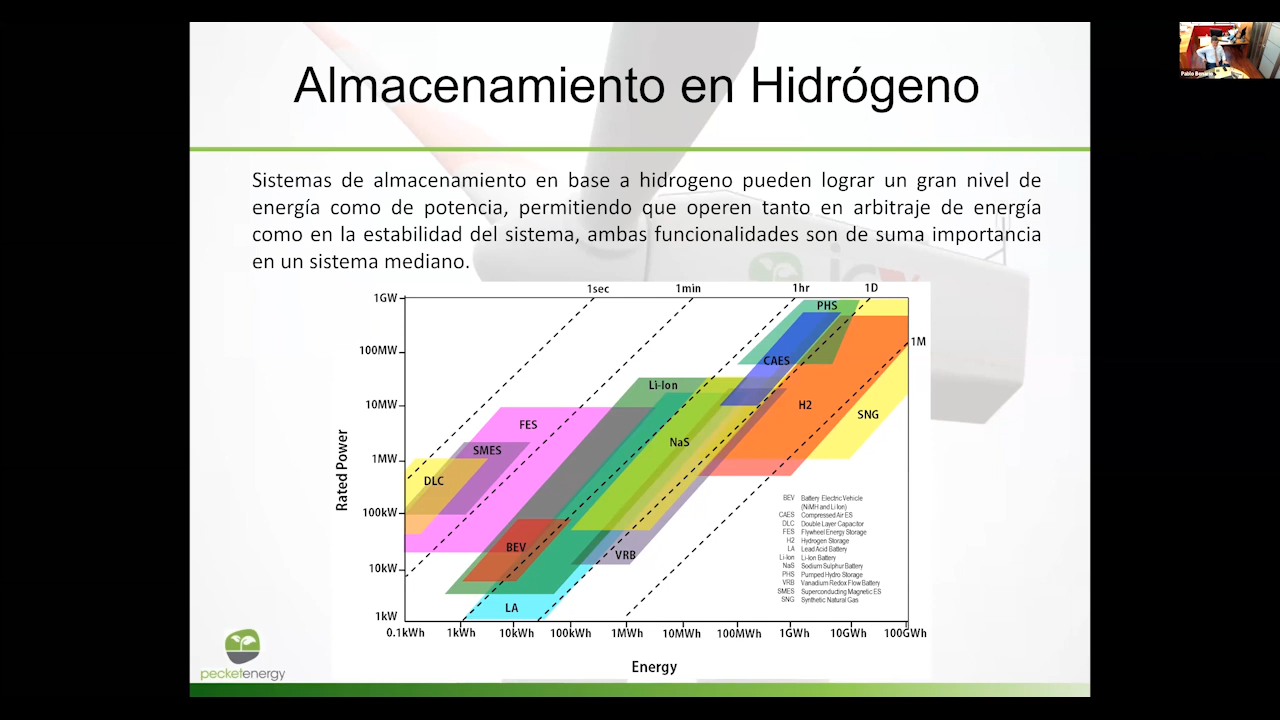 Almacenamiento en Hidrógeno
Sistemas de almacenamiento en base a hidrogeno pueden lograr un gran nivel de
energía como de potencia, permitiendo que operen tanto en arbitraje de energía
como en la estabilidad del sistema, ambas funcionalidades son de suma importancia
en un sistema mediano.
1sec 1min 1hr 1D
1GW
PHS
1M
100MW
CAES
Li-Ion
10MW
H2
SNG
FES
NaS
SMES
1MW
DLC
Rated Power
100kW
BEV
VRB
10kW
LA
1kW
BEV Battery Electric Vehicle
(NiMH and Li Ion)
CAES Compressed Air ES
DLC Double Layer Capacitor
FES Flywheel Energy Storage
H2 Hydrogen Storage
LA Lead Acid Battery
Li-Ion Li-Ion Battery
NaS Sodium Sulphur Battery
PHS Pumped Hydro Storage
VRB Vanadium Redox Flow Battery
SMES Superconducting Magnetic ES
SNG Synthetic Natural Gas
0.1kWh 1kWh 10kWh 100kWh 1MWh 10MWh 100MWh 1GWh 10GWh 100GWh
Energy
pecketenergy
Pablo